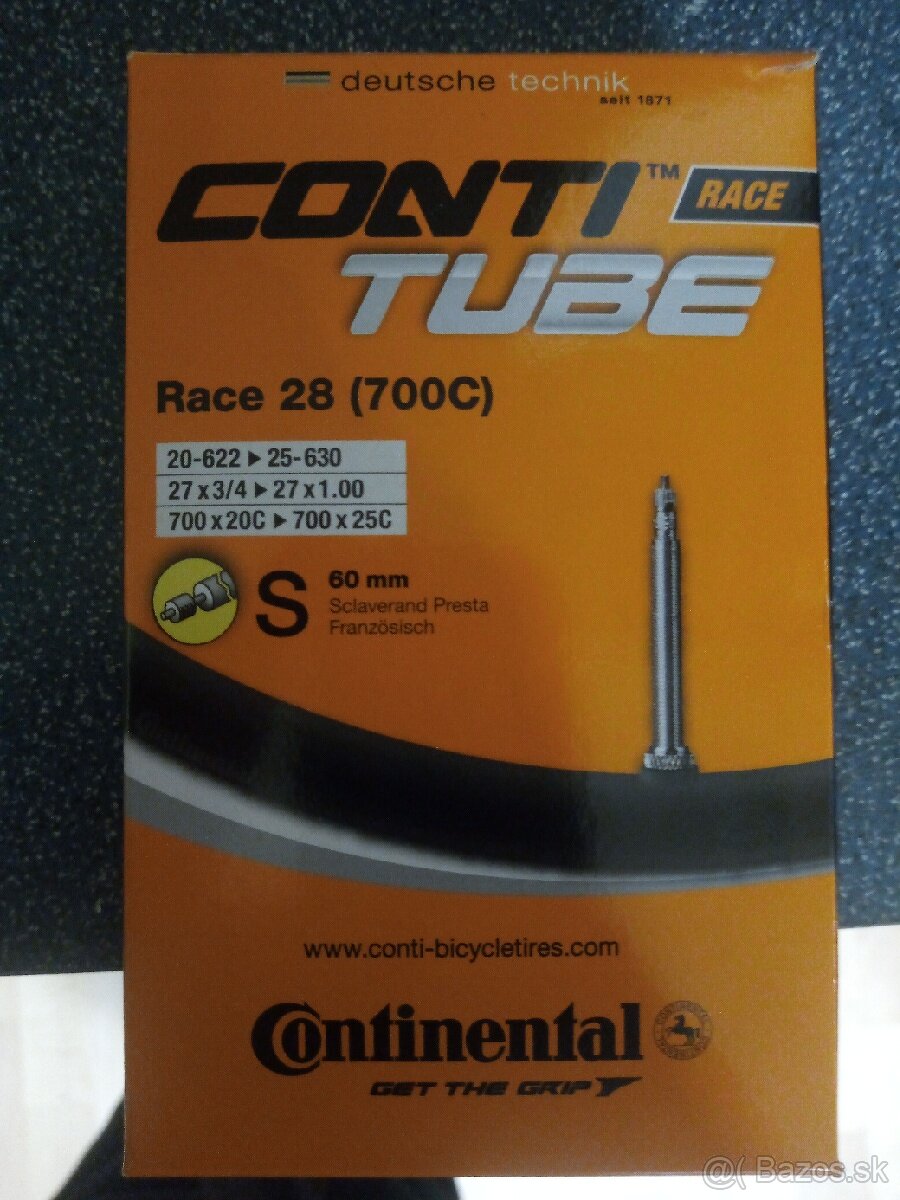 deutsche technik
seit 1871
CONTI™ RACE
TUBE
Race 28 (700C)
20-622 ▶ 25-630
27 x 3/4 ▶ 27 x 1.00
700 x 20C ▶ 700 x 25C
S 60 mm
Sclaverand Presta
Französisch
www.conti-bicycletires.com
Continental
GET THE GRIP
@( Bazos.sk